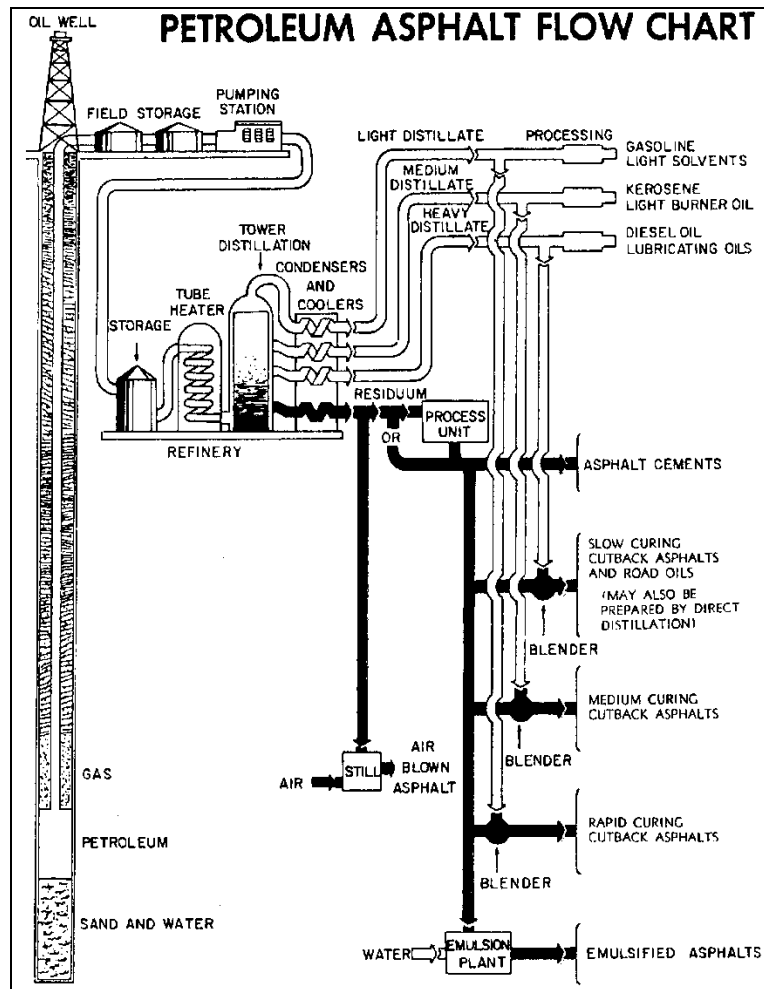 PETROLEUM ASPHALT FLOW CHART
OIL WELL
FIELD STORAGE
PUMPING
STATION
LIGHT DISTILLATE
PROCESSING
GASOLINE
LIGHT SOLVENTS
MEDIUM
DISTILLATE
KEROSENE
LIGHT BURNER OIL
HEAVY
DISTILLATE
DIESEL OIL
LUBRICATING OILS
TOWER
DISTILLATION
CONDENSERS
AND
COOLERS
TUBE
HEATER
STORAGE
REFINERY
RESIDUUM
OR
PROCESS
UNIT
ASPHALT CEMENTS
SLOW CURING
CUTBACK ASPHALTS
AND ROAD OILS
(MAY ALSO BE
PREPARED BY DIRECT
DISTILLATION)
BLENDER
MEDIUM CURING
CUTBACK ASPHALTS
BLENDER
AIR
STILL
AIR
BLOWN
ASPHALT
RAPID CURING
CUTBACK ASPHALTS
BLENDER
GAS
PETROLEUM
SAND AND WATER
WATER
EMULSION
PLANT
EMULSIFIED ASPHALTS